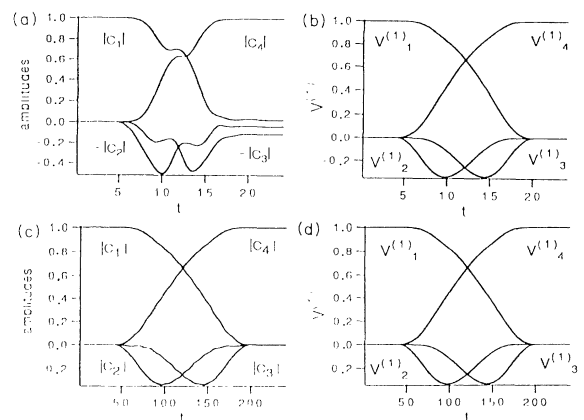 (a)
1.0
0.8
0.6
0.4
0.2
0.0
-0.2
-0.4
amplitudes
|C₁|
|C₄|
-|C₂|
-|C₃|
5 10 15 20
t
(b)
1.0
0.8
0.6
0.4
0.2
0.0
-0.2
V⁽¹⁾₁
V⁽¹⁾₄
V⁽¹⁾₂
V⁽¹⁾₃
5 10 15 20
t
(c)
1.0
0.8
0.6
0.4
0.2
0.0
0.2
amplitudes
|C₁|
|C₄|
|C₂|
|C₃|
50 100 150 200
t
(d)
1.0
0.8
0.6
0.4
0.2
0.0
0.2
V⁽¹⁾₁
V⁽¹⁾₄
V⁽¹⁾₂
V⁽¹⁾₃
50 100 150 200
t